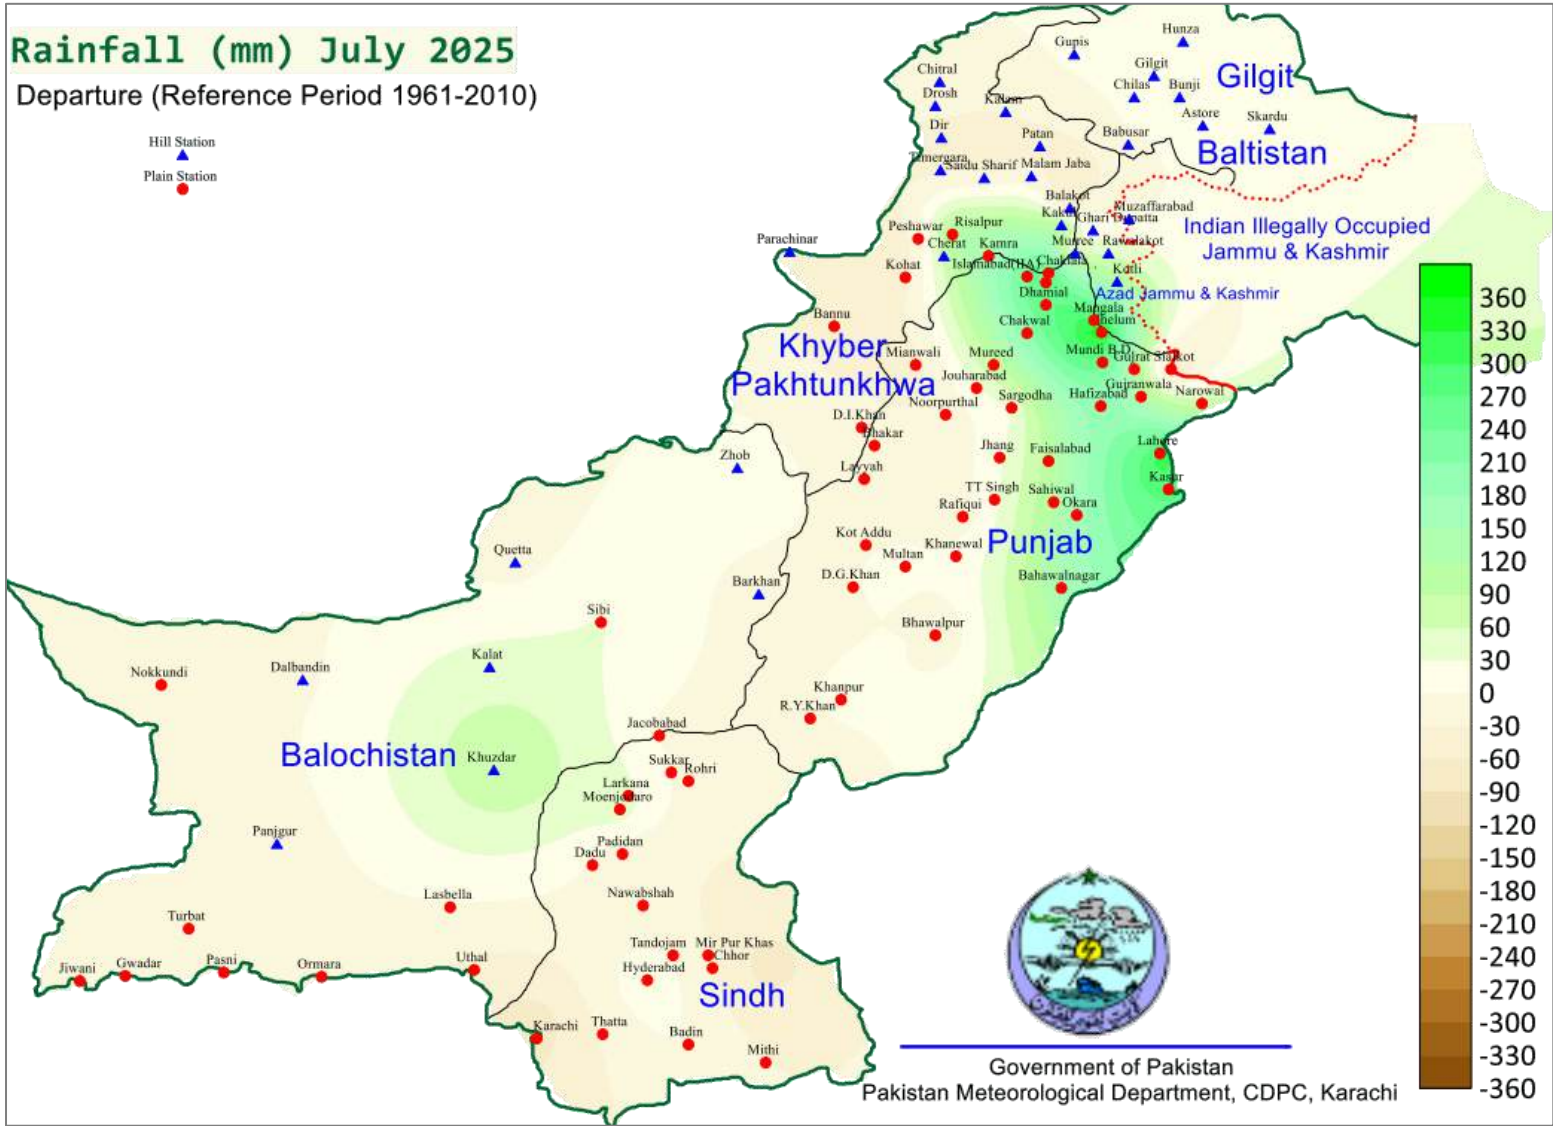 Rainfall (mm) July 2025
Departure (Reference Period 1961-2010)
Hill Station
Plain Station
Hunza
Gupis
Gilgit
Gilgit
Chitral
Chilas
Bunji
Drosh
Kalam
Astore
Skardu
Dir
Patan
Babusar
Baltistan
Timergara
Saidu Sharif
Malam Jaba
Balakot
Muzaffarabad
Kakul
Ghari Dupatta
Indian Illegally Occupied
Jammu & Kashmir
Peshawar
Risalpur
Parachinar
Cherat
Kamra
Murree
Rawalakot
Kohat
Islamabad(IIA)
Chaklala
Kotli
Dhamial
Azad Jammu & Kashmir
Bannu
Chakwal
Mangala
Jhelum
Khyber
Pakhtunkhwa
Mianwali
Mureed
Mundi B.D
Gujrat
Sialkot
Jouharabad
Gujranwala
Noorpurthal
Sargodha
Hafizabad
Narowal
D.I.Khan
Bhakar
Zhob
Layyah
Jhang
Faisalabad
Lahore
Kasur
TT Singh
Sahiwal
Rafiqui
Okara
Quetta
Kot Addu
Khanewal
Punjab
Multan
Barkhan
D.G.Khan
Bahawalnagar
Sibi
Bhawalpur
Kalat
Nokkundi
Dalbandin
Khanpur
R.Y.Khan
Jacobabad
Balochistan
Khuzdar
Sukkar
Rohri
Larkana
Moenjodaro
Panjgur
Padidan
Dadu
Lasbella
Nawabshah
Turbat
Tandojam
Mir Pur Khas
Chhor
Jiwani
Gwadar
Pasni
Ormara
Uthal
Hyderabad
Sindh
Karachi
Thatta
Badin
Mithi
360
330
300
270
240
210
180
150
120
90
60
30
0
-30
-60
-90
-120
-150
-180
-210
-240
-270
-300
-330
-360
Government of Pakistan
Pakistan Meteorological Department, CDPC, Karachi